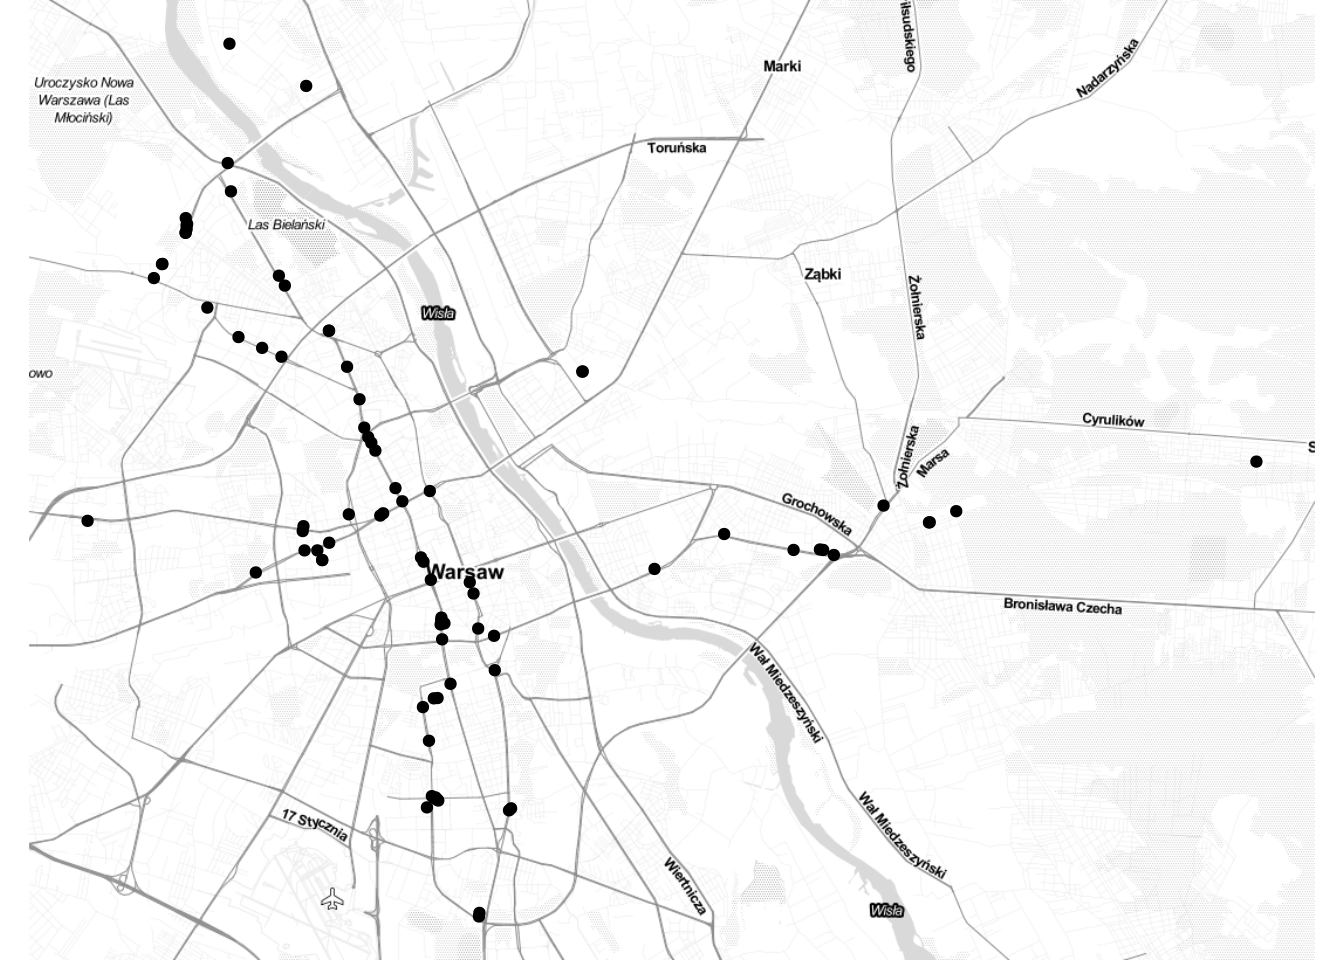 Marki
Nadarzyńska
Uroczysko Nowa
Warszawa (Las
Młociński)
Toruńska
Las Bielański
Ząbki
Żołnierska
Wisła
Cyrulików
Żołnierska
Marsa
Grochowska
Warsaw
Bronisława Czecha
Wał Miedzeszyński
17 Stycznia
Wał Miedzeszyński
Wiertnicza
Wisła